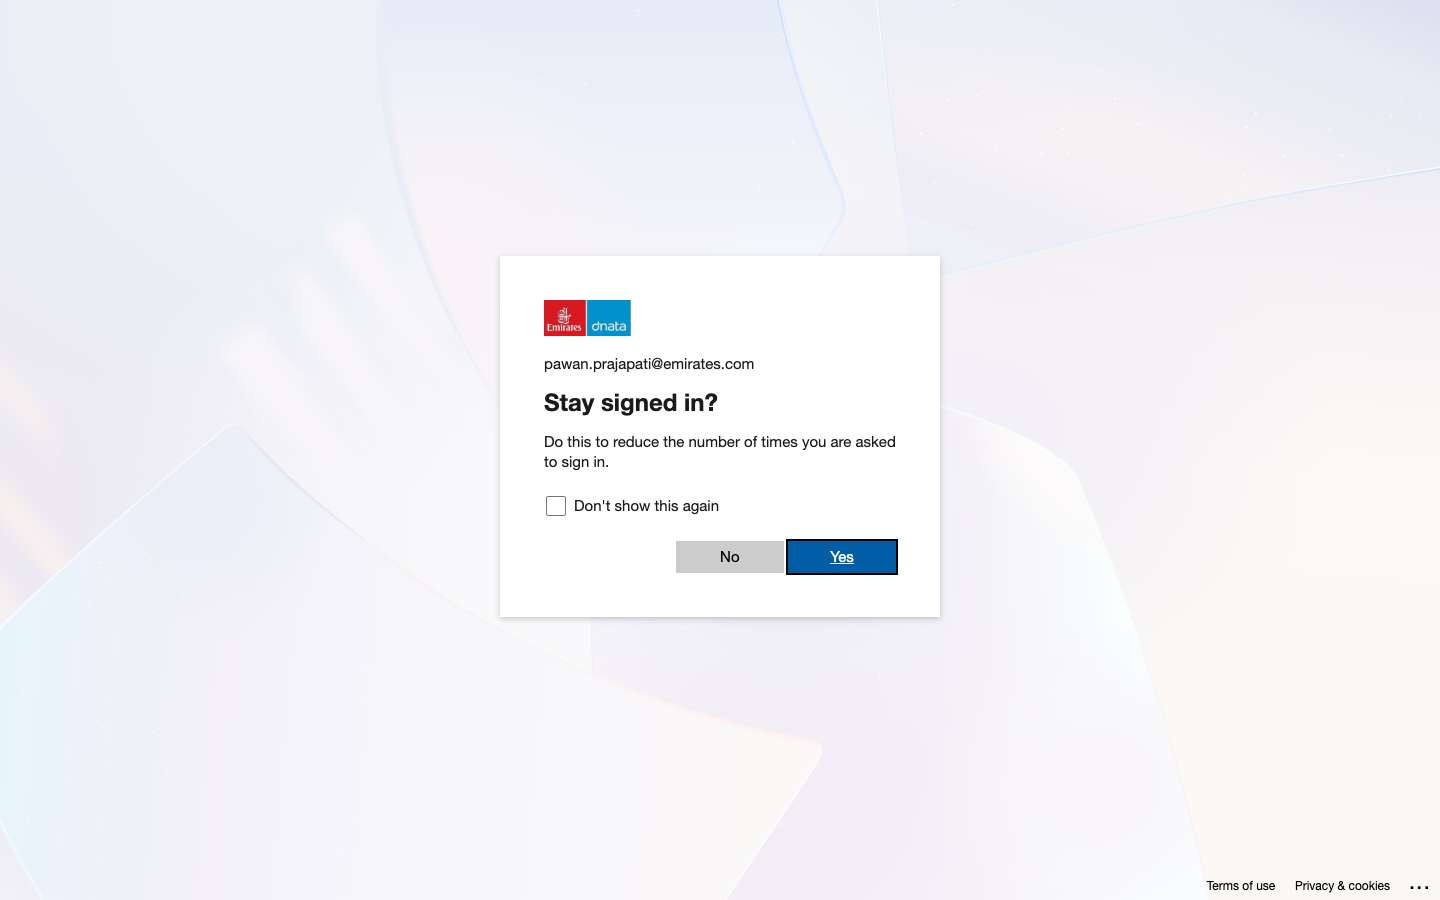 Emirates
dnata
pawan.prajapati@emirates.com
Stay signed in?
Do this to reduce the number of times you are asked
to sign in.
Don't show this again
No
Yes
Terms of use
Privacy & cookies
...